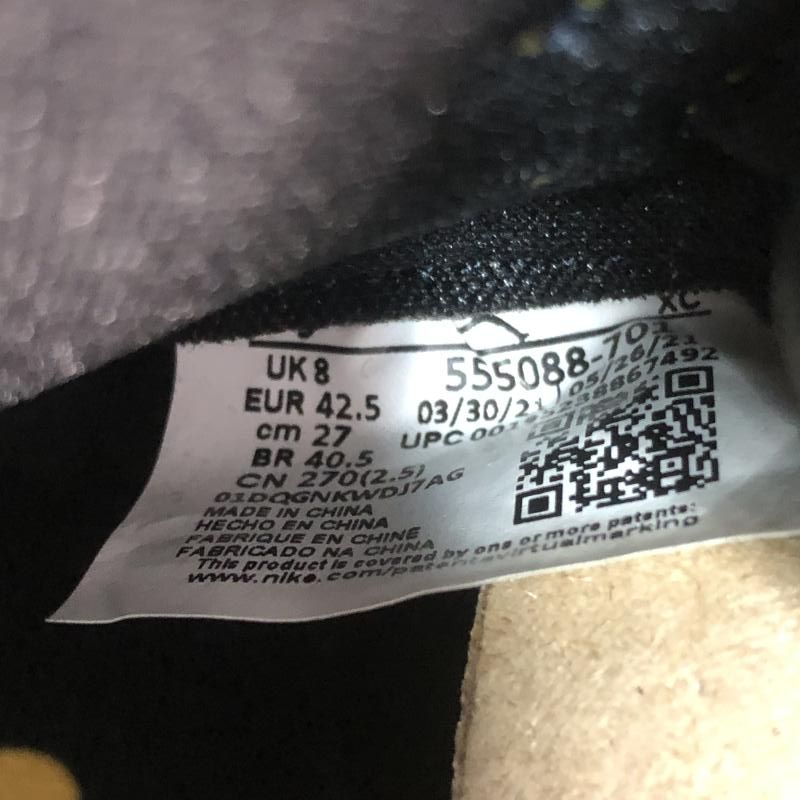 XC
UK 8 555088-701
EUR 42.5 03/30/21 05/26/21
cm 27 UPC
BR 40.5
CN 270(2.5)
MADE IN CHINA
HECHO EN CHINA
FABRIQUE EN CHINE
FABRICADO NA CHINA
This product is covered by one or more patents:
www.nike.com/patentsvirtualmarking